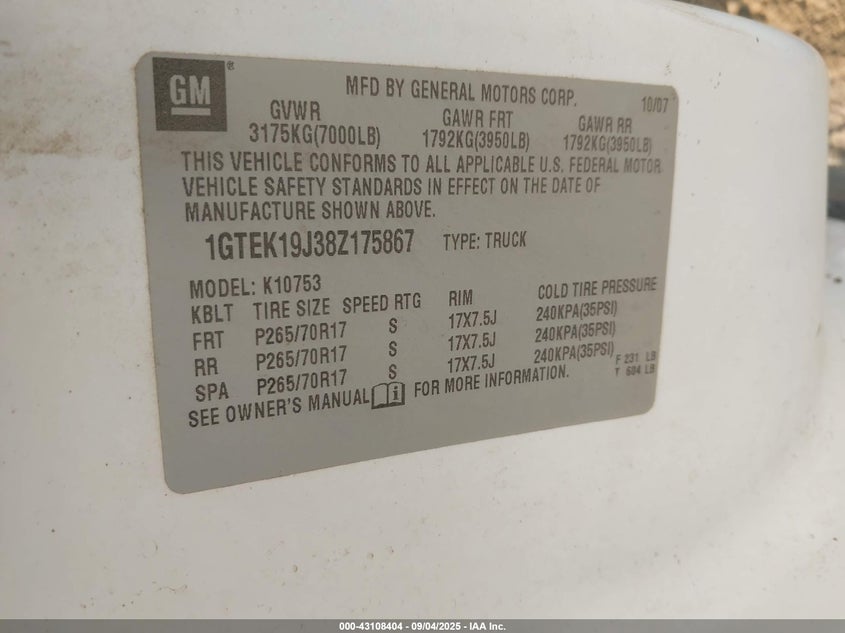 GM®
MFD BY GENERAL MOTORS CORP. 10/07
GVWR GAWR FRT GAWR RR
3175KG(7000LB) 1792KG(3950LB) 1792KG(3950LB)
THIS VEHICLE CONFORMS TO ALL APPLICABLE U.S. FEDERAL MOTOR
VEHICLE SAFETY STANDARDS IN EFFECT ON THE DATE OF
MANUFACTURE SHOWN ABOVE.
1GTEK19J38Z175867 TYPE: TRUCK
MODEL: K10753
KBLT TIRE SIZE SPEED RTG RIM COLD TIRE PRESSURE
FRT P265/70R17 S 17X7.5J 240KPA(35PSI)
RR P265/70R17 S 17X7.5J 240KPA(35PSI)
SPA P265/70R17 S 17X7.5J 240KPA(35PSI)
F 231 LB
T 604 LB
SEE OWNER'S MANUAL i FOR MORE INFORMATION.
000-43108404 - 09/04/2025 - IAA Inc.